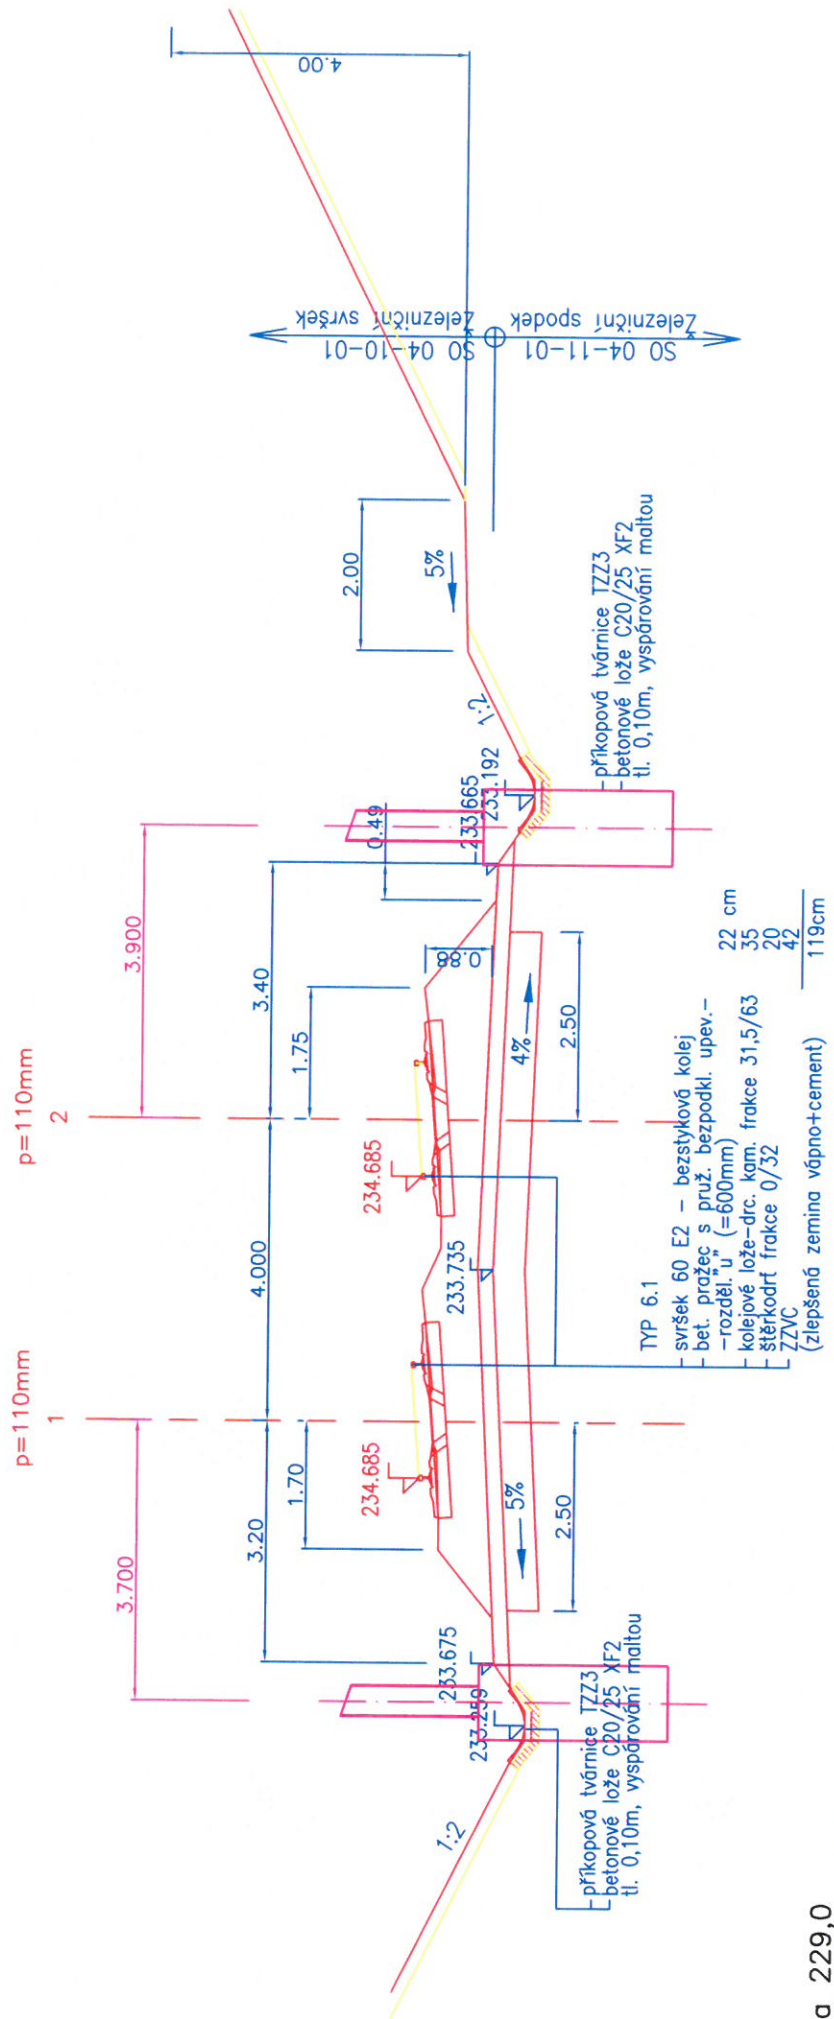 p=110mm
1
p=110mm
2
3.700
4.000
3.900
3.20
3.40
1.70
1.75
2.00
4.00
234.685
234.685
0.88
0.49
5%
1:2
1:2
233.675
233.259
233.735
233.665
233.192
5%
4%
2.50
2.50
SO 04-10-01
Železniční svršek
SO 04-11-01
Železniční spodek
příkopová tvárnice TZZ3
betonové lože C20/25 XF2
tl. 0,10m, vyspárování maltou
příkopová tvárnice TZZ3
betonové lože C20/25 XF2
tl. 0,10m, vyspárování maltou
TYP 6.1
svršek 60 E2 – bezstyková kolej
bet. pražec s pruž. bezpodkl. upev.–
–rozděl."u" (=600mm) 22 cm
kolejové lože–drc. kam. frakce 31,5/63 35
štěrkodrť frakce 0/32 20
ZZVC 42
(zlepšená zemina vápno+cement) 119cm
a 229,0